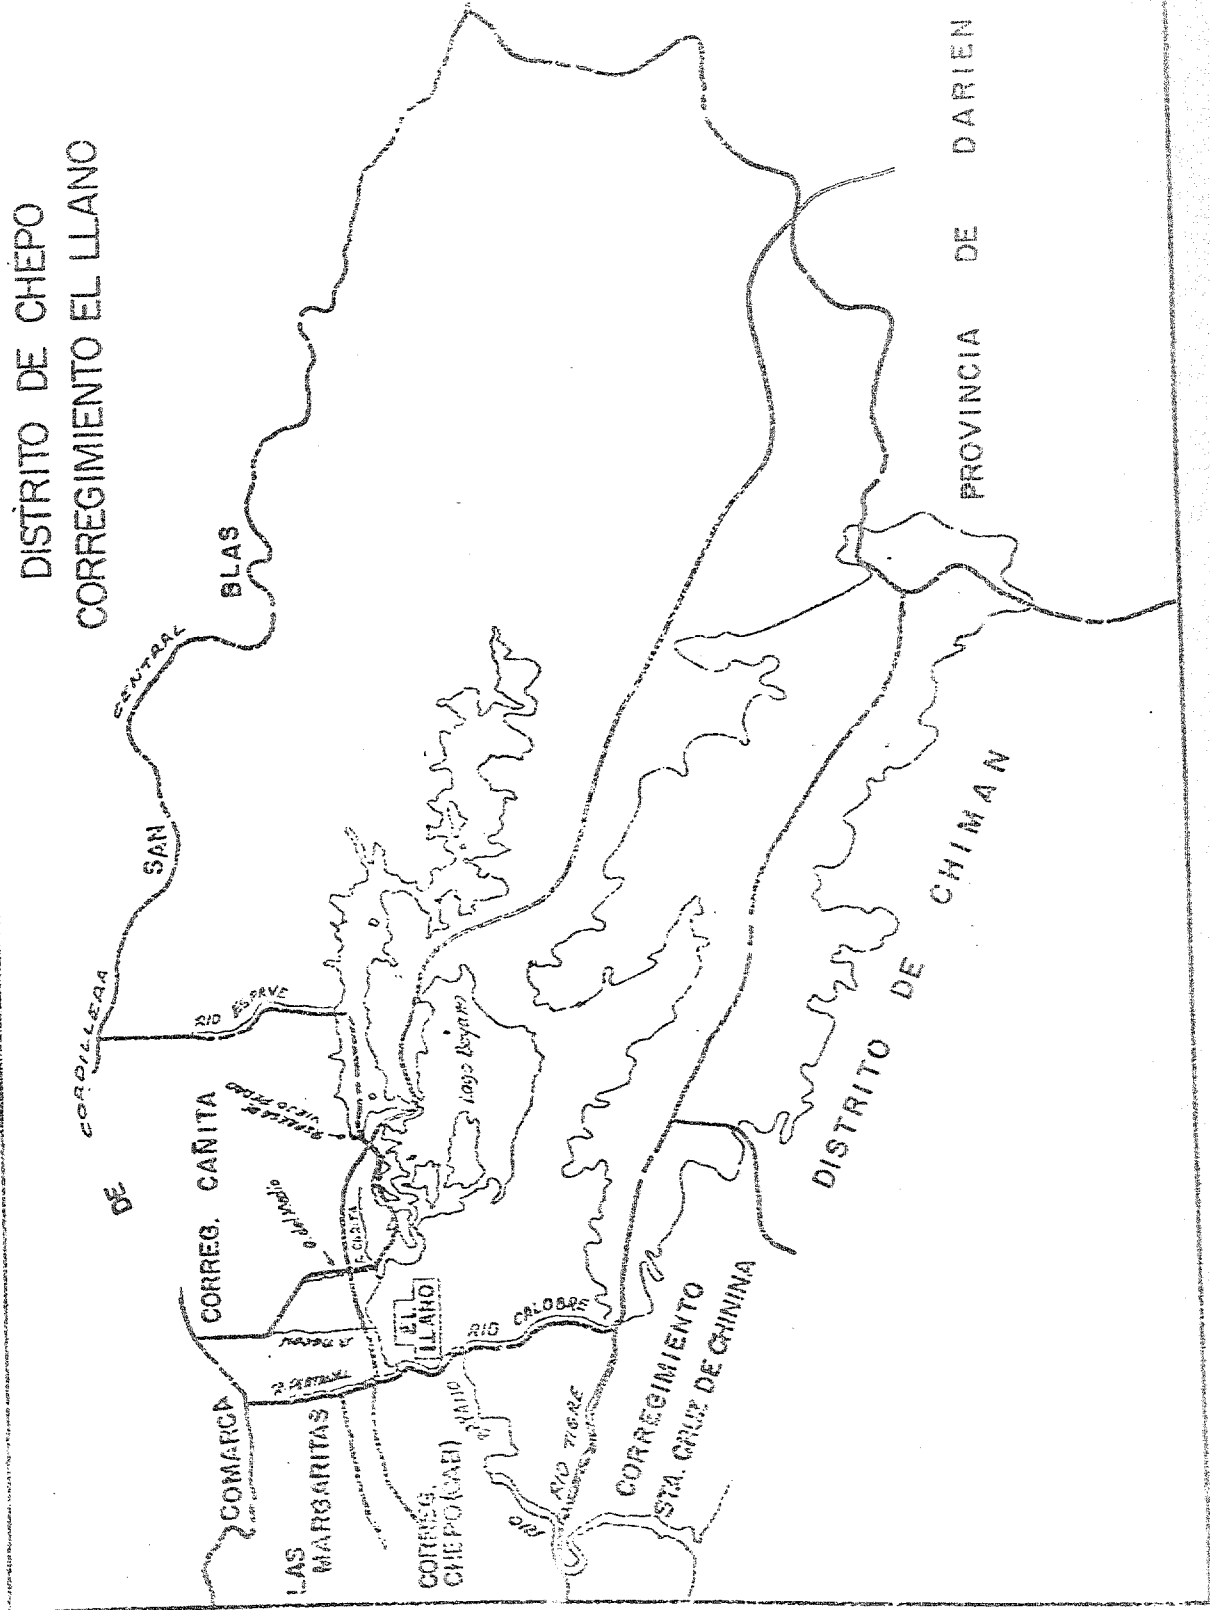 DISTRITO DE CHEPO
CORREGIMIENTO EL LLANO
COMARCA
DE
SAN
BLAS
CORDILLERA
CENTRAL
CORREG. CAÑITA
RIO
ESPAVE
LAS
MARGARITAS
EL
LLANO
Lago Bayano
RIO
CALOBRE
CORREG.
CHEPO (CAB)
RIO TIGRE
RIO
CORREGIMIENTO
STA. CRUZ DE CHININA
DISTRITO DE CHIMAN
PROVINCIA DE DARIEN